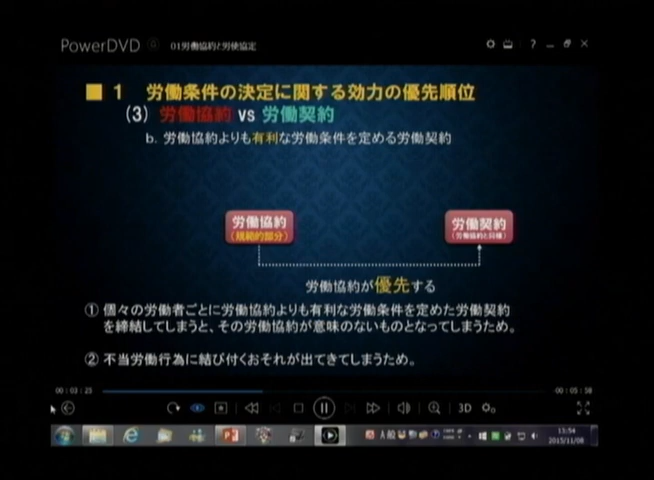 PowerDVD 01労働協約と労使協定
■ 1 労働条件の決定に関する効力の優先順位
(3) 労働協約 vs 労働契約
b. 労働協約よりも有利な労働条件を定める労働契約
労働協約
(規範的部分)
労働契約
(労働協約と同種)
労働協約が優先する
① 個々の労働者ごとに労働協約よりも有利な労働条件を定めた労働契約
を締結してしまうと、その労働協約が意味のないものとなってしまうため。
② 不当労働行為に結び付くおそれが出てきてしまうため。
00:03:25 00:05:58
3D
13:54
2015/11/08